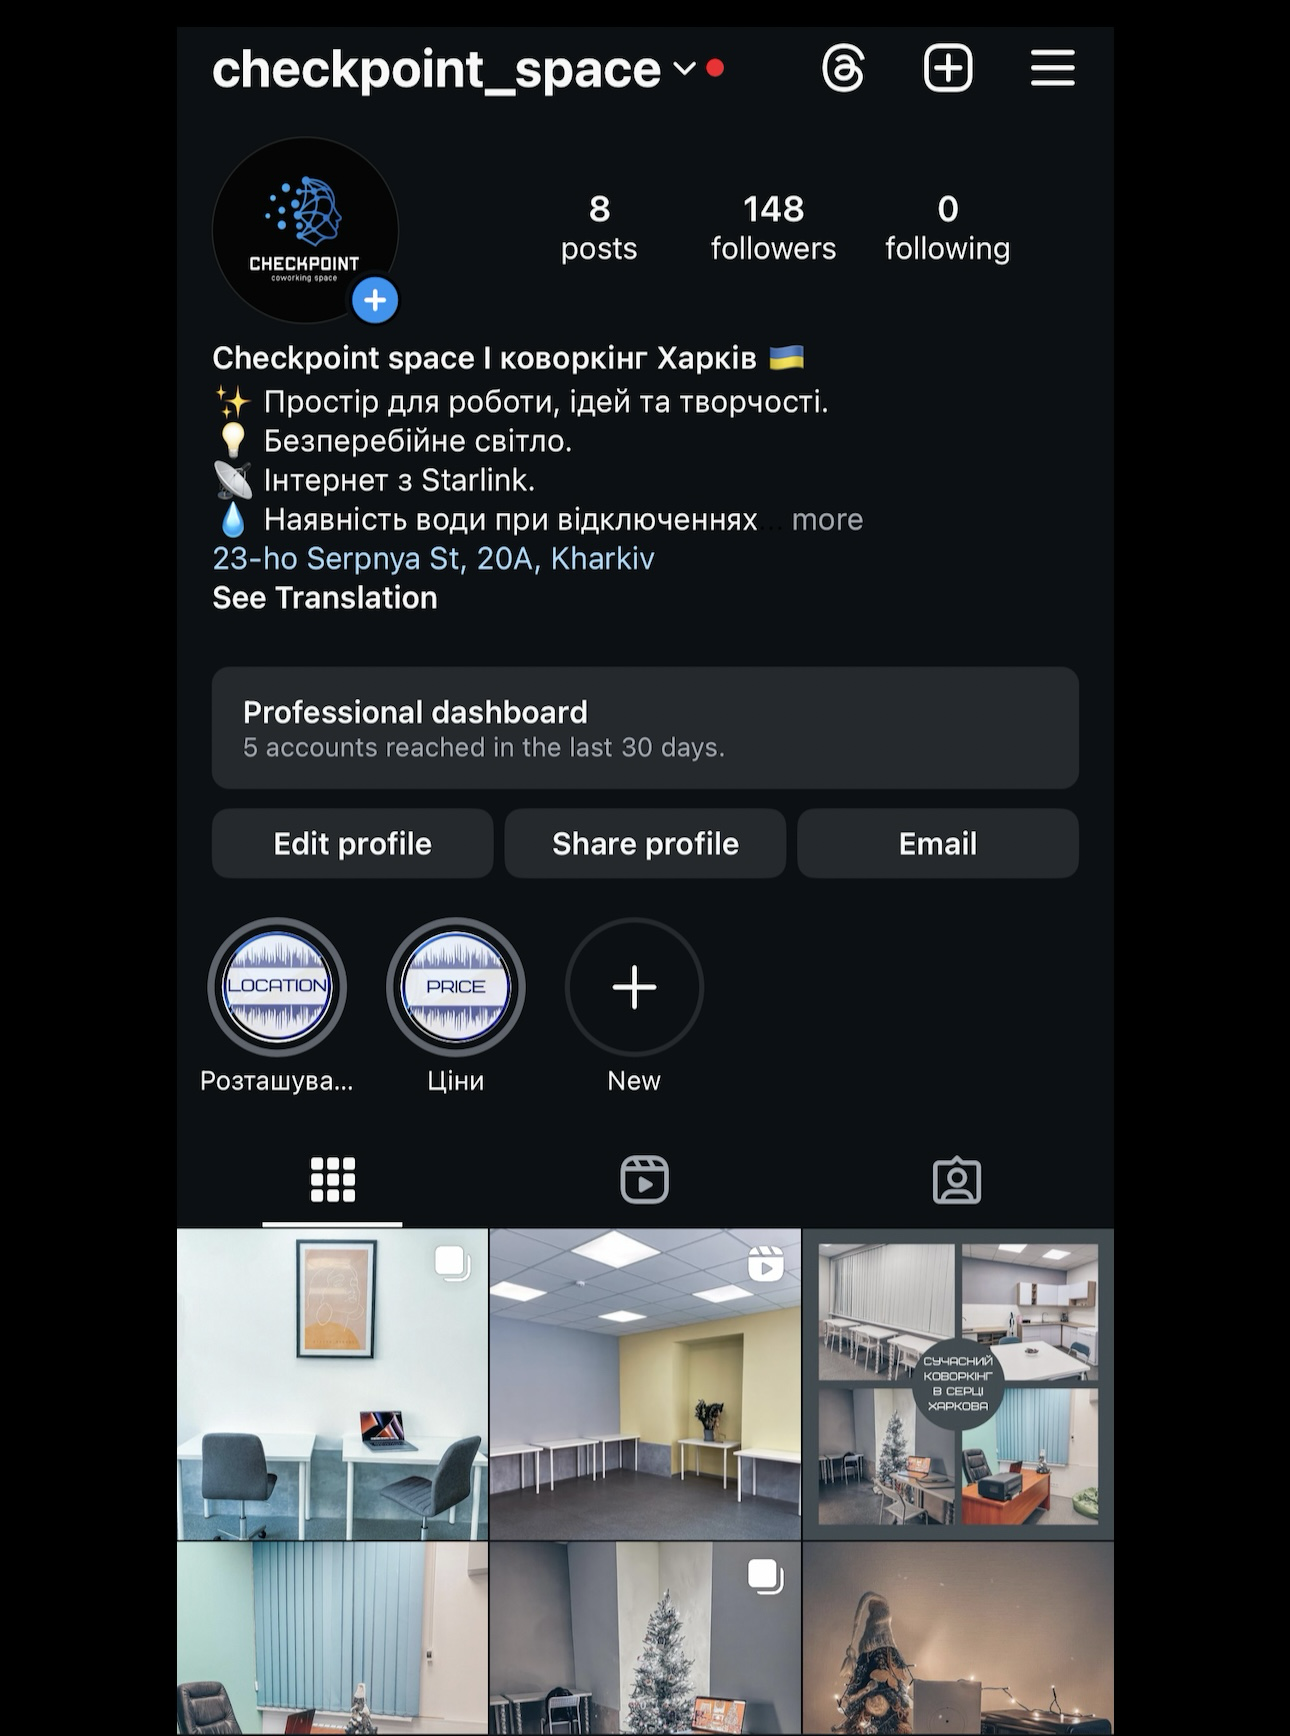 checkpoint_space
CHECKPOINT
coworking space
8
posts
148
followers
0
following
Checkpoint space I коворкінг Харків 🇺🇦
✨ Простір для роботи, ідей та творчості.
💡 Безперебійне світло.
📡 Інтернет з Starlink.
💧 Наявність води при відключеннях... more
23-ho Serpnya St, 20A, Kharkiv
See Translation
Professional dashboard
5 accounts reached in the last 30 days.
Edit profile
Share profile
Email
LOCATION
PRICE
Розташува...
Ціни
New
СУЧАСНИЙ
КОВОРКІНГ
В СЕРЦІ
ХАРКОВА